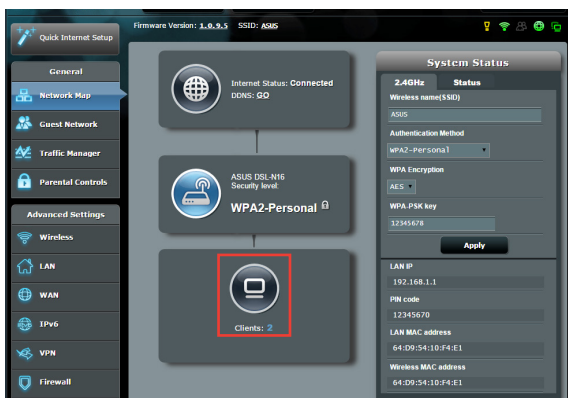 Quick Internet Setup
Firmware Version: 1.0.9.5 SSID: ASUS
General
Network Map
Guest Network
Traffic Manager
Parental Controls
Advanced Settings
Wireless
LAN
WAN
IPv6
VPN
Firewall
Internet Status: Connected
DDNS: GO
ASUS DSL-N16
Security level:
WPA2-Personal
Clients: 2
System Status
2.4GHz Status
Wireless name(SSID)
ASUS
Authentication Method
WPA2-Personal
WPA Encryption
AES
WPA-PSK key
12345678
Apply
LAN IP
192.168.1.1
PIN code
12345670
LAN MAC address
64:D9:54:10:F4:E1
Wireless MAC address
64:D9:54:10:F4:E1